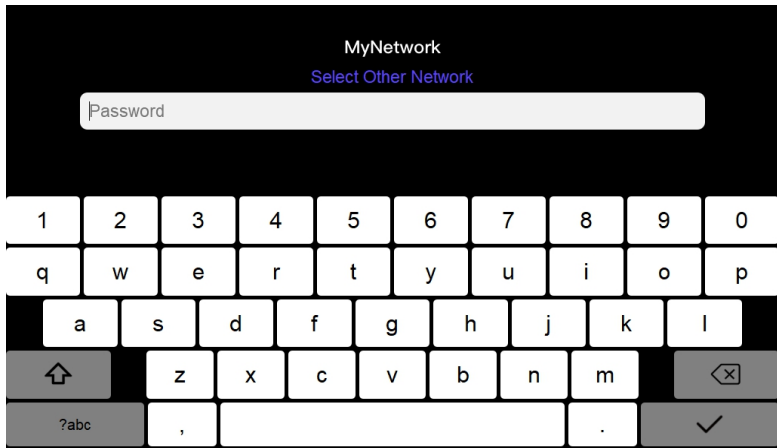 MyNetwork
Select Other Network
Password
1 2 3 4 5 6 7 8 9 0
q w e r t y u i o p
a s d f g h j k l
z x c v b n m
?abc , .